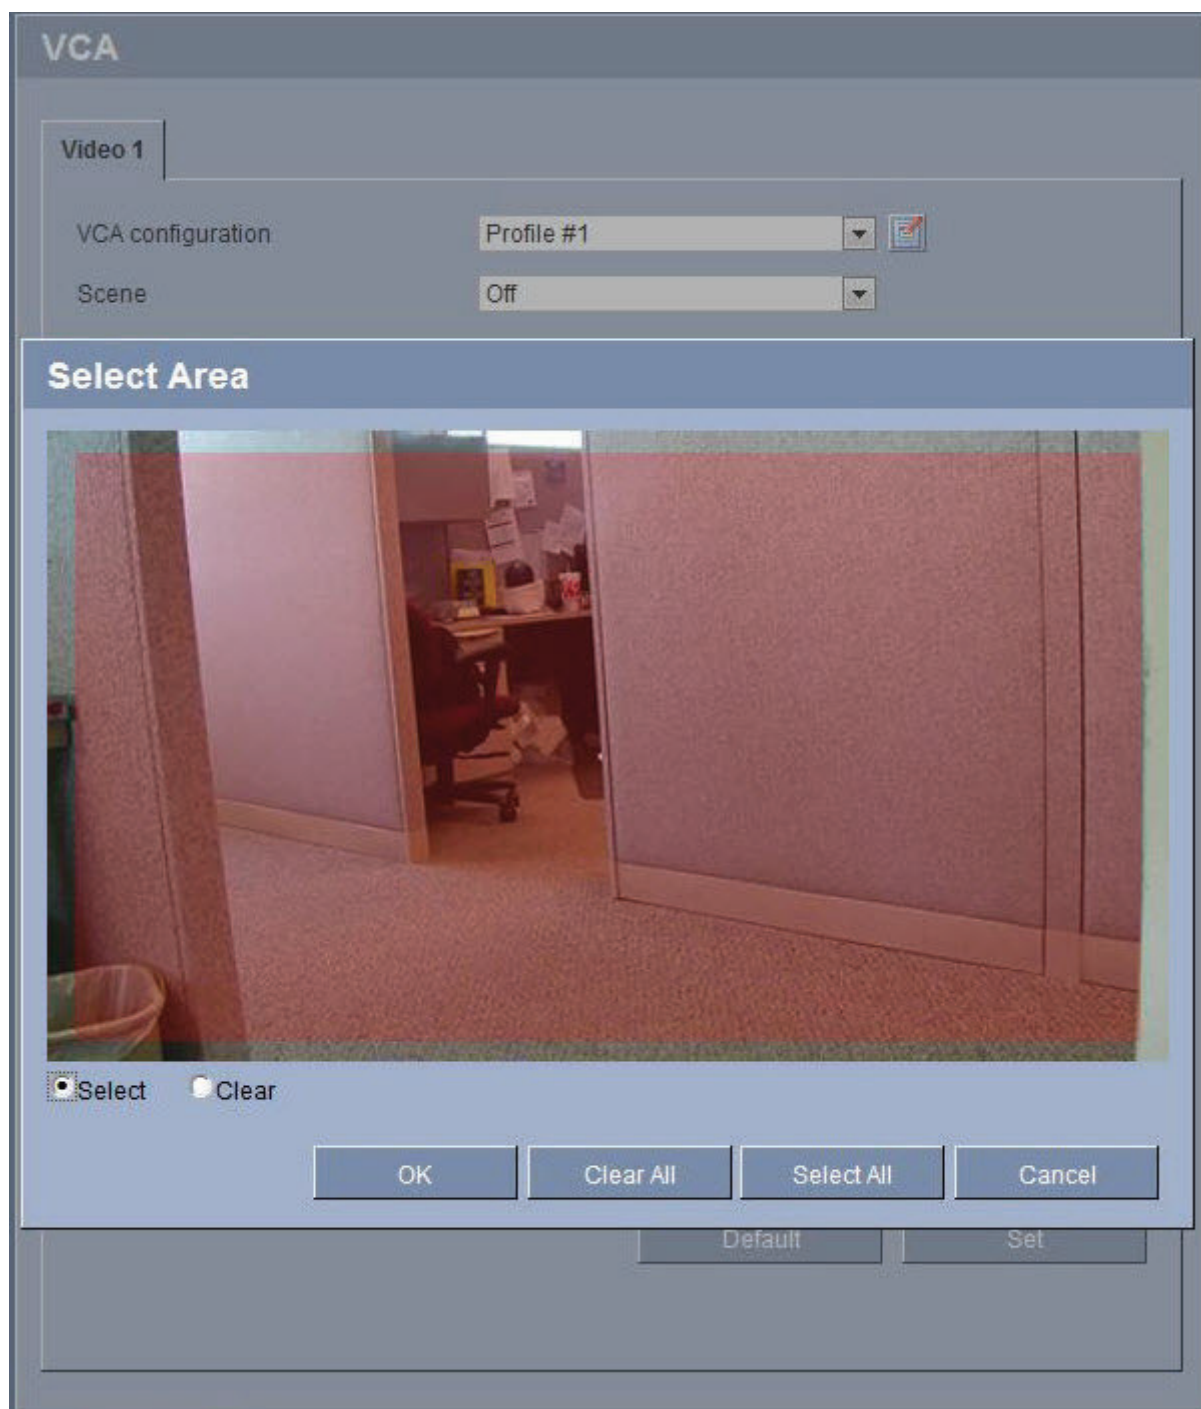 VCA
Video 1
VCA configuration Profile #1
Scene Off
Select Area
Select Clear
OK Clear All Select All Cancel
Default Set